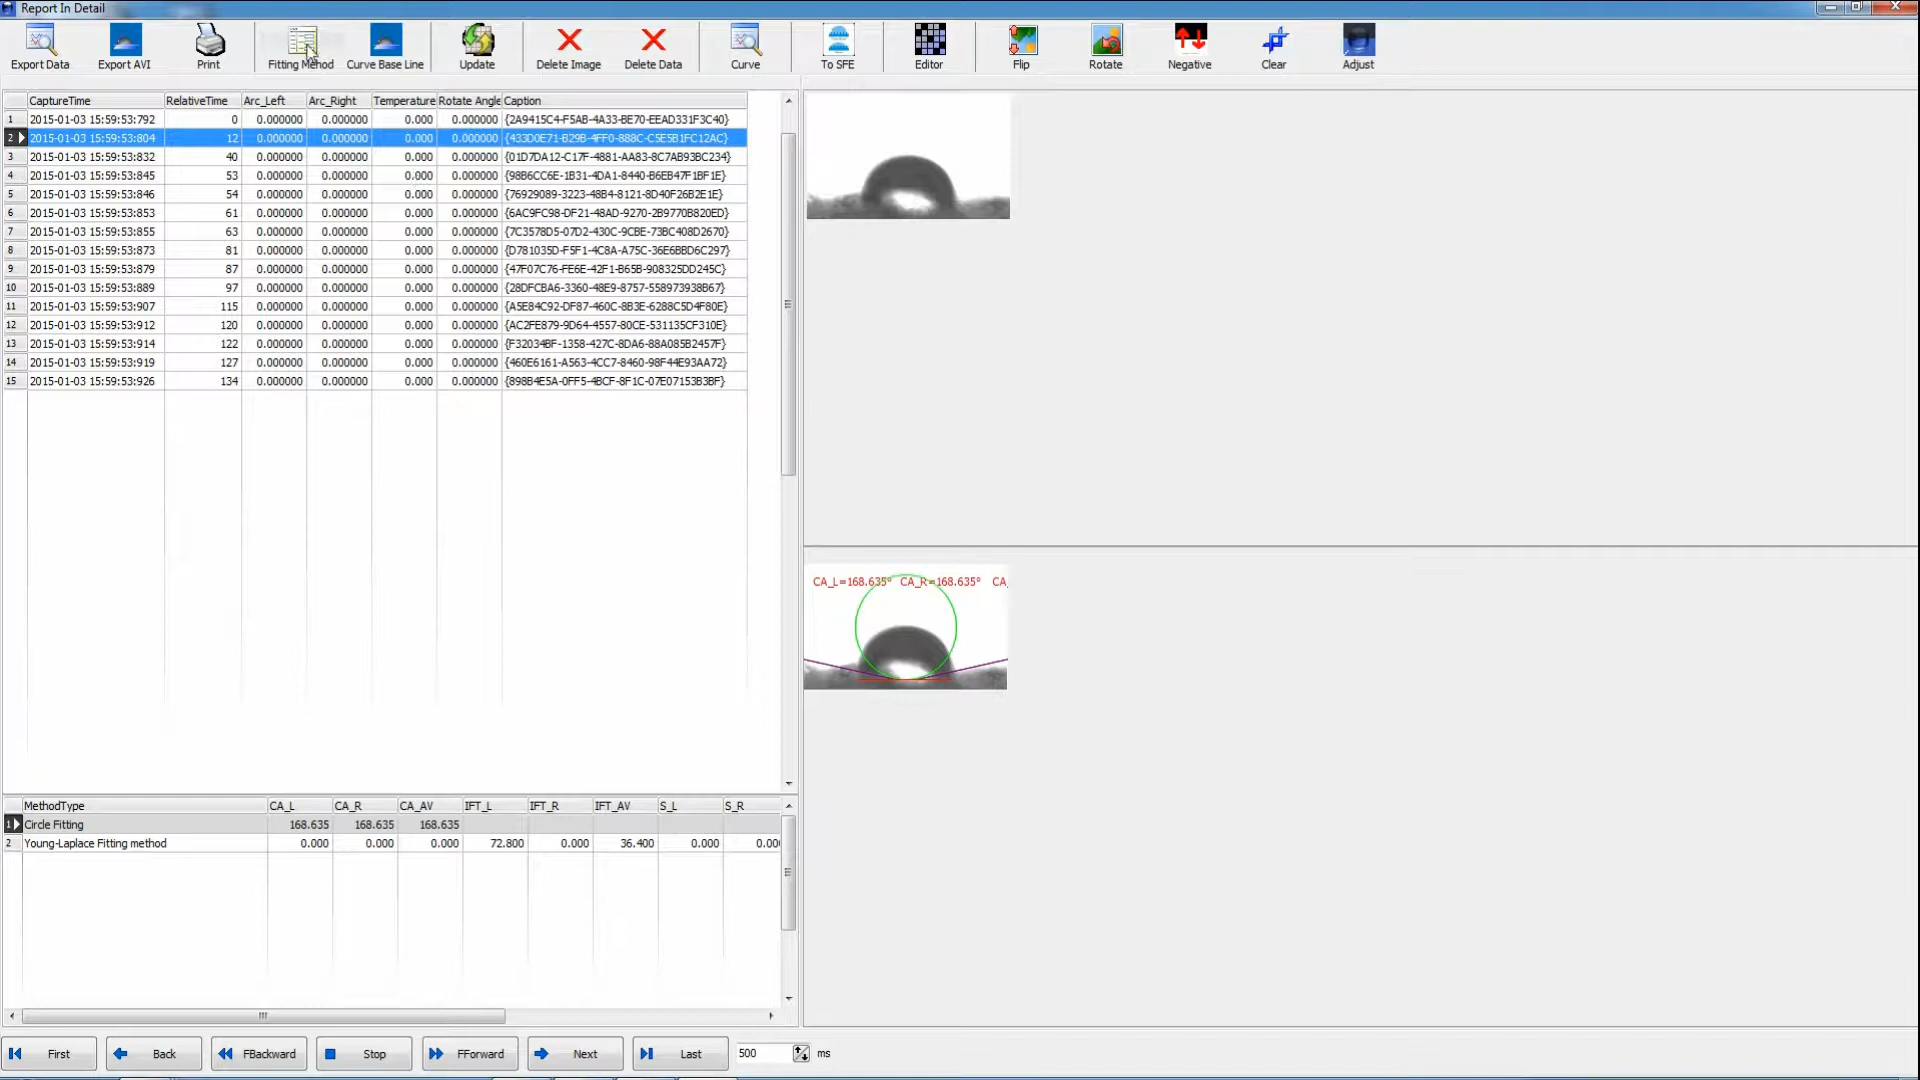 Report In Detail
Export Data Export AVI Print Fitting Method Curve Base Line Update Delete Image Delete Data Curve To SFE Editor Flip Rotate Negative Clear Adjust
CaptureTime RelativeTime Arc_Left Arc_Right Temperature Rotate Angle Caption
1 2015-01-03 15:59:53:792 0 0.000000 0.000000 0.000 0.000000 {2A9415C4-F5AB-4A33-BE70-EEAD331F3C40}
2 2015-01-03 15:59:53:804 12 0.000000 0.000000 0.000 0.000000 {433D0E71-B29B-4FF0-888C-C5E5B1FC12AC}
3 2015-01-03 15:59:53:832 40 0.000000 0.000000 0.000 0.000000 {01D7DA12-C17F-4881-AA83-8C7AB93BC234}
4 2015-01-03 15:59:53:845 53 0.000000 0.000000 0.000 0.000000 {98B6CC6E-1B31-4DA1-8440-B6EB47F1BF1E}
5 2015-01-03 15:59:53:846 54 0.000000 0.000000 0.000 0.000000 {76929089-3223-48B4-8121-8D40F26B2E1E}
6 2015-01-03 15:59:53:853 61 0.000000 0.000000 0.000 0.000000 {6AC9FC98-DF21-48AD-9270-2B9770B820ED}
7 2015-01-03 15:59:53:855 63 0.000000 0.000000 0.000 0.000000 {7C3578D5-07D2-430C-9CBE-73BC408D2670}
8 2015-01-03 15:59:53:873 81 0.000000 0.000000 0.000 0.000000 {D781035D-F5F1-4C8A-A75C-36E6BBD6C297}
9 2015-01-03 15:59:53:879 87 0.000000 0.000000 0.000 0.000000 {47F07C76-FE6E-42F1-B65B-908325DD245C}
10 2015-01-03 15:59:53:889 97 0.000000 0.000000 0.000 0.000000 {28DFCBA6-3360-48E9-8757-558973938B67}
11 2015-01-03 15:59:53:907 115 0.000000 0.000000 0.000 0.000000 {A5E84C92-DF87-460C-8B3E-6288C5D4F80E}
12 2015-01-03 15:59:53:912 120 0.000000 0.000000 0.000 0.000000 {AC2FE879-9D64-4557-80CE-531135CF310E}
13 2015-01-03 15:59:53:914 122 0.000000 0.000000 0.000 0.000000 {F32034BF-1358-427C-8DA6-88A085B2457F}
14 2015-01-03 15:59:53:919 127 0.000000 0.000000 0.000 0.000000 {460E6161-A563-4CC7-8460-98F44E93AA72}
15 2015-01-03 15:59:53:926 134 0.000000 0.000000 0.000 0.000000 {898B4E5A-0FF5-4BCF-8F1C-07E07153B3BF}
CA_L=168.635° CA_R=168.635° CA_
MethodType CA_L CA_R CA_AV IFT_L IFT_R IFT_AV S_L S_R
1 Circle Fitting 168.635 168.635 168.635
2 Young-Laplace Fitting method 0.000 0.000 0.000 72.800 0.000 36.400 0.000 0.00
First Back FBackward Stop FForward Next Last 500 ms